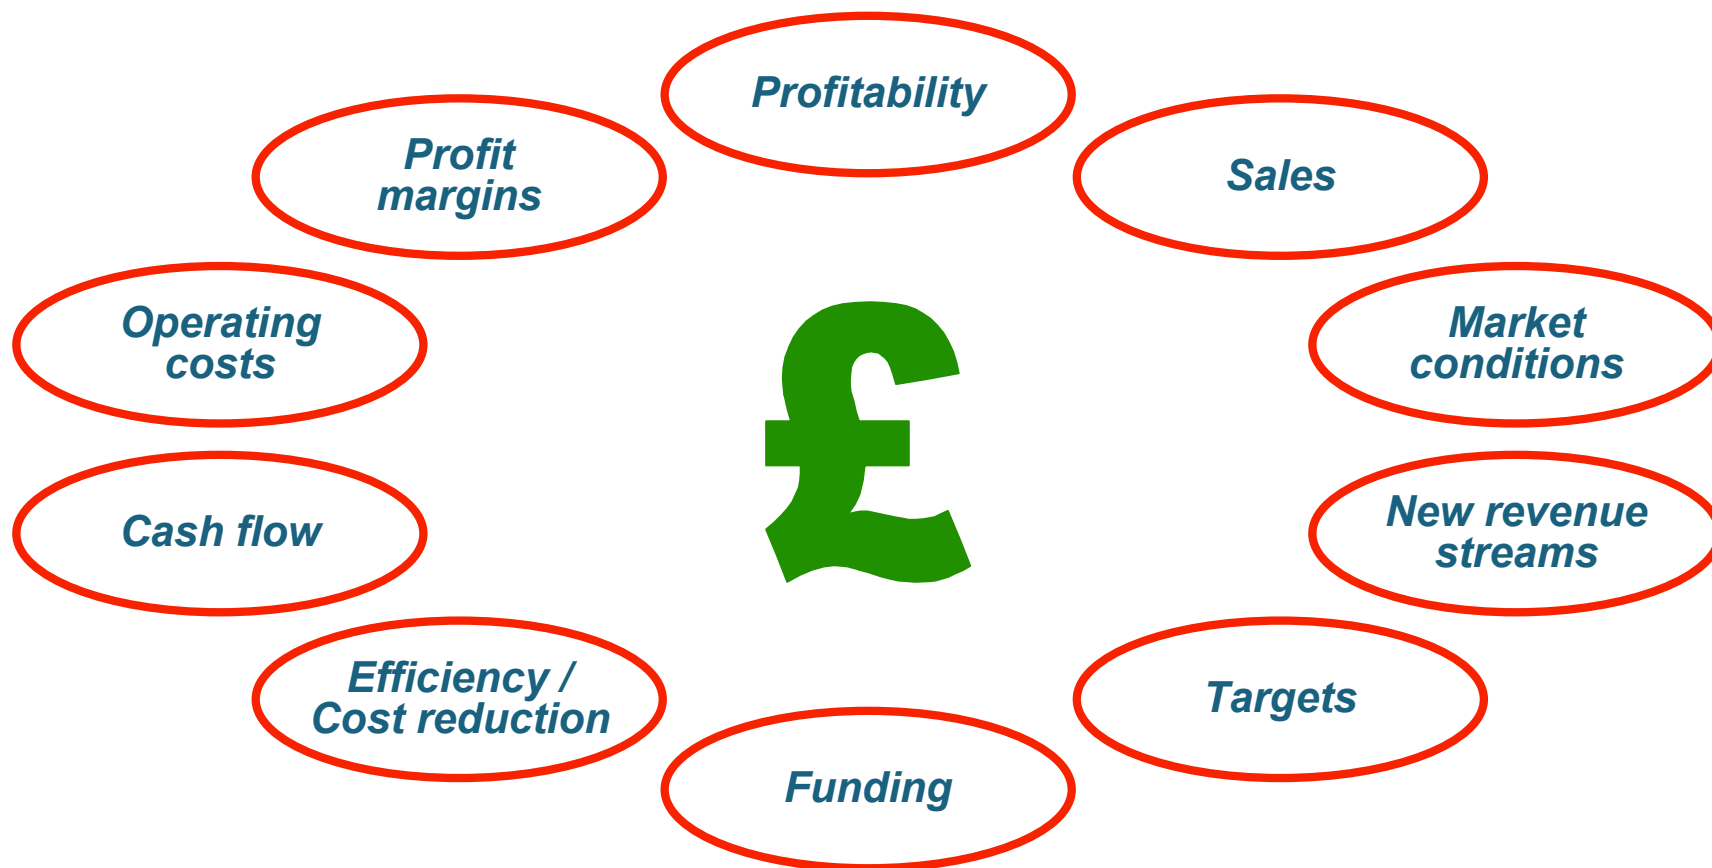 Profitability
Profit
margins
Sales
Operating
costs
Market
conditions
£
Cash flow
New revenue
streams
Efficiency /
Cost reduction
Targets
Funding